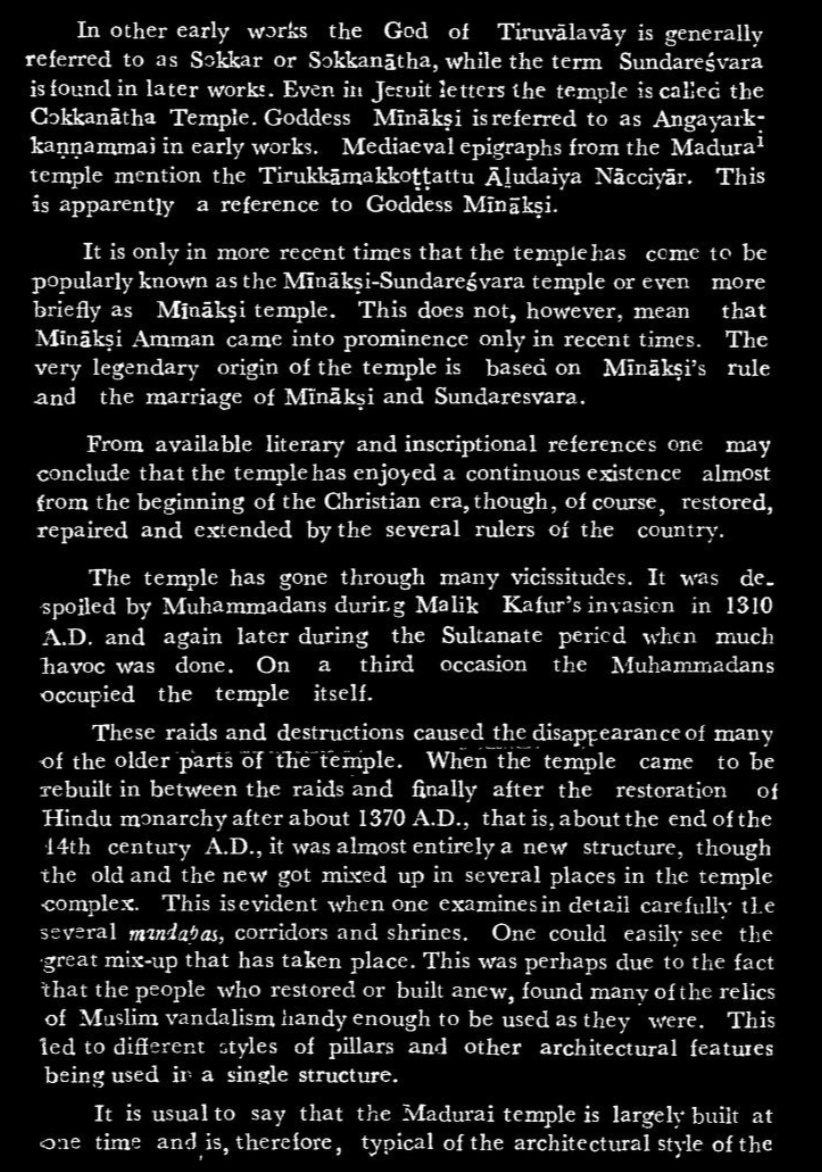 In other early works the God of Tiruvālavāy is generally
referred to as Sokkar or Sokkanātha, while the term Sundareśvara
is found in later works. Even in Jesuit letters the temple is called the
Cokkanātha Temple. Goddess Mīnākṣi is referred to as Angayark-
kaṇṇammai in early works. Mediaeval epigraphs from the Madurai
temple mention the Tirukkāmakkoṭṭattu Āḷudaiya Nācciyār. This
is apparently a reference to Goddess Mīnākṣi.
It is only in more recent times that the temple has come to be
popularly known as the Mīnākṣi-Sundareśvara temple or even more
briefly as Mīnākṣi temple. This does not, however, mean that
Mīnākṣi Amman came into prominence only in recent times. The
very legendary origin of the temple is based on Mīnākṣi's rule
and the marriage of Mīnākṣi and Sundaresvara.
From available literary and inscriptional references one may
conclude that the temple has enjoyed a continuous existence almost
from the beginning of the Christian era, though, of course, restored,
repaired and extended by the several rulers of the country.
The temple has gone through many vicissitudes. It was de-
spoiled by Muhammadans during Malik Kafur's invasion in 1310
A.D. and again later during the Sultanate period when much
havoc was done. On a third occasion the Muhammadans
occupied the temple itself.
These raids and destructions caused the disappearance of many
of the older parts of the temple. When the temple came to be
rebuilt in between the raids and finally after the restoration of
Hindu monarchy after about 1370 A.D., that is, about the end of the
14th century A.D., it was almost entirely a new structure, though
the old and the new got mixed up in several places in the temple
complex. This is evident when one examines in detail carefully the
several mandapas, corridors and shrines. One could easily see the
great mix-up that has taken place. This was perhaps due to the fact
that the people who restored or built anew, found many of the relics
of Muslim vandalism handy enough to be used as they were. This
led to different styles of pillars and other architectural features
being used in a single structure.
It is usual to say that the Madurai temple is largely built at
one time and is, therefore, typical of the architectural style of the